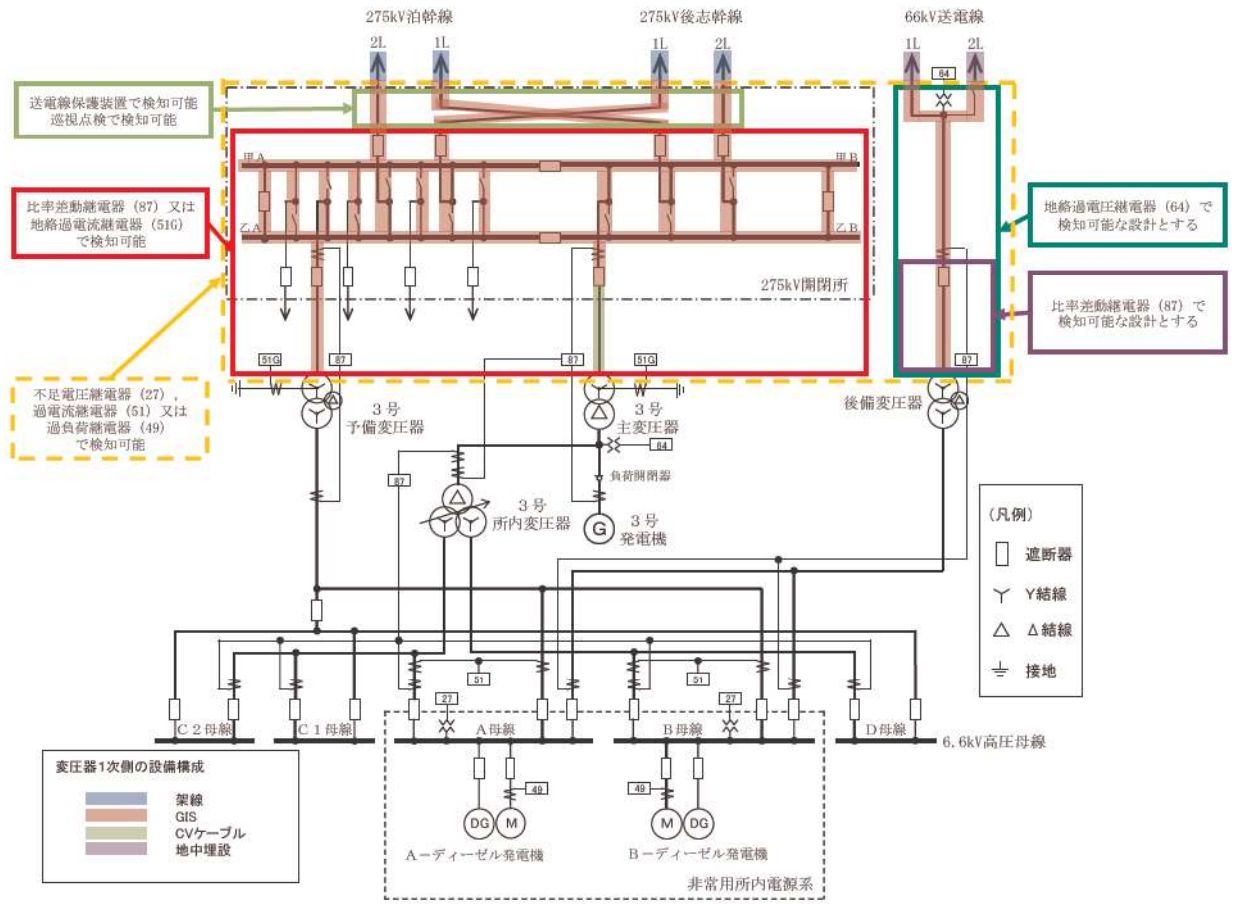 275kV泊幹線
275kV後志幹線
66kV送電線
2L
1L
1L
2L
1L
2L
64
送電線保護装置で検知可能
巡視点検で検知可能
甲A
甲B
比率差動継電器（87）又は
地絡過電流継電器（51G）
で検知可能
地絡過電圧継電器（64）で
検知可能な設計とする
乙A
乙B
275kV開閉所
比率差動継電器（87）で
検知可能な設計とする
51G
87
87
51G
87
不足電圧継電器（27），
過電流継電器（51）又は
過負荷継電器（49）
で検知可能
3号
予備変圧器
3号
主変圧器
後備変圧器
64
87
負荷開閉器
3号
所内変圧器
G
3号
発電機
（凡例）
遮断器
Y結線
Δ結線
接地
51
51
27
27
C2母線
C1母線
A母線
B母線
D母線
6.6kV高圧母線
変圧器1次側の設備構成
架線
GIS
CVケーブル
地中埋設
49
49
DG
M
M
DG
A－ディーゼル発電機
B－ディーゼル発電機
非常用所内電源系